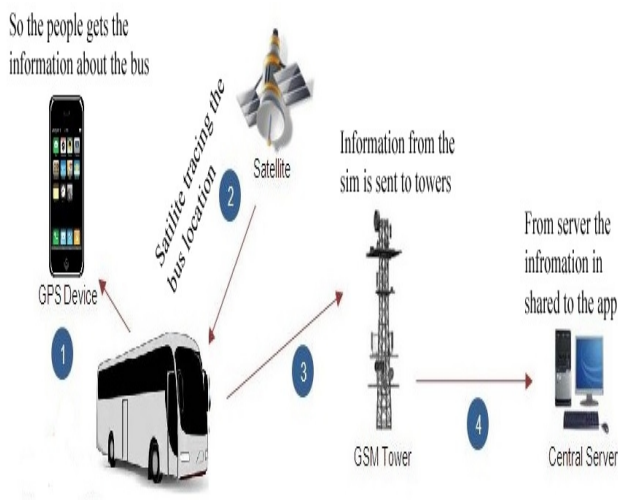 So the people gets the
information about the bus
GPS Device
1
Satilite tracing the
bus location
2
Satellite
3
Information from the
sim is sent to towers
GSM Tower
4
From server the
infromation in
shared to the app
Central Server